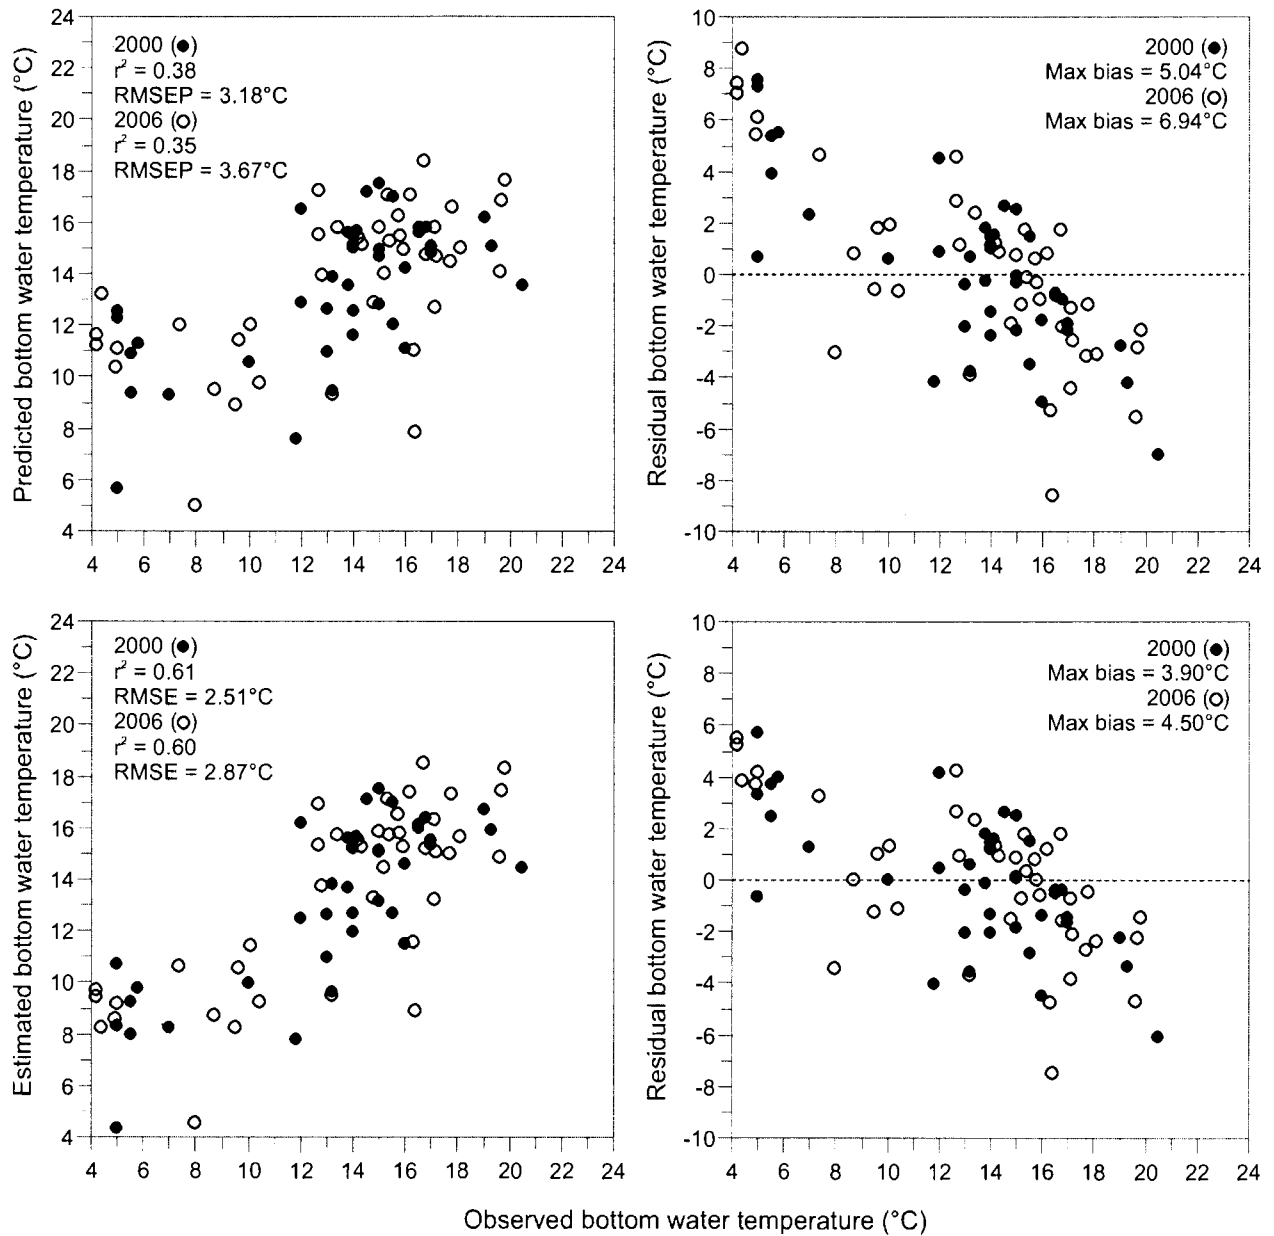 Predicted bottom water temperature (°C)
24
22
20
18
16
14
12
10
8
6
4
2000 (●)
r² = 0.38
RMSEP = 3.18°C
2006 (○)
r² = 0.35
RMSEP = 3.67°C
4 6 8 10 12 14 16 18 20 22 24
Residual bottom water temperature (°C)
10
8
6
4
2
0
-2
-4
-6
-8
-10
2000 (●)
Max bias = 5.04°C
2006 (○)
Max bias = 6.94°C
4 6 8 10 12 14 16 18 20 22 24
Estimated bottom water temperature (°C)
24
22
20
18
16
14
12
10
8
6
4
2000 (●)
r² = 0.61
RMSE = 2.51°C
2006 (○)
r² = 0.60
RMSE = 2.87°C
4 6 8 10 12 14 16 18 20 22 24
Residual bottom water temperature (°C)
10
8
6
4
2
0
-2
-4
-6
-8
-10
2000 (●)
Max bias = 3.90°C
2006 (○)
Max bias = 4.50°C
4 6 8 10 12 14 16 18 20 22 24
Observed bottom water temperature (°C)